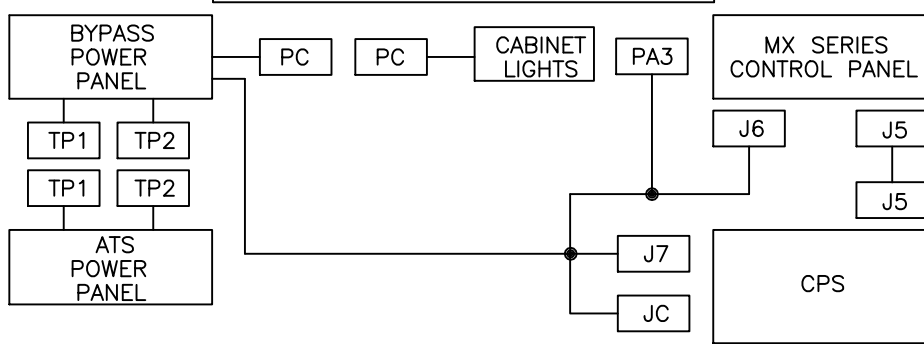 BYPASS
POWER
PANEL
PC
PC
CABINET
LIGHTS
PA3
MX SERIES
CONTROL PANEL
TP1
TP2
J6
J5
TP1
TP2
J5
ATS
POWER
PANEL
J7
CPS
JC